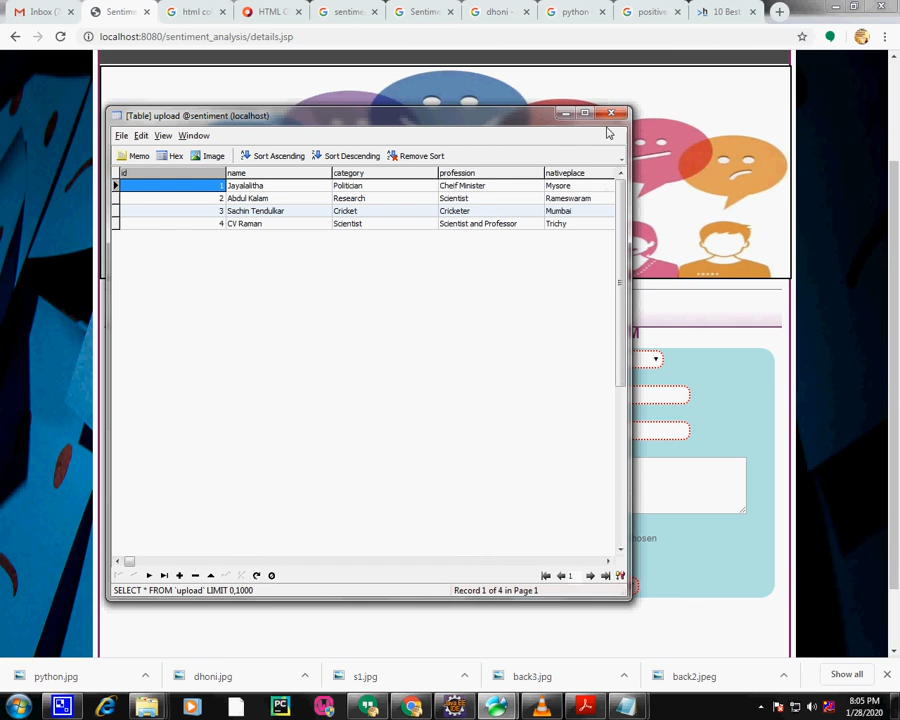 Inbox (7
Sentime
html co
HTML C
sentime
Sentime
dhoni -
python
positive
10 Best
localhost:8080/sentiment_analysis/details.jsp
[Table] upload @sentiment (localhost)
File Edit View Window
Memo Hex Image Sort Ascending Sort Descending Remove Sort
id name category profession nativeplace
1 Jayalalitha Politician Cheif Minister Mysore
2 Abdul Kalam Research Scientist Rameswaram
3 Sachin Tendulkar Cricket Cricketer Mumbai
4 CV Raman Scientist Scientist and Professor Trichy
M
hosen
1
SELECT * FROM `upload` LIMIT 0,1000 Record 1 of 4 in Page 1
python.jpg dhoni.jpg s1.jpg back3.jpg back2.jpeg Show all
8:05 PM
1/28/2020